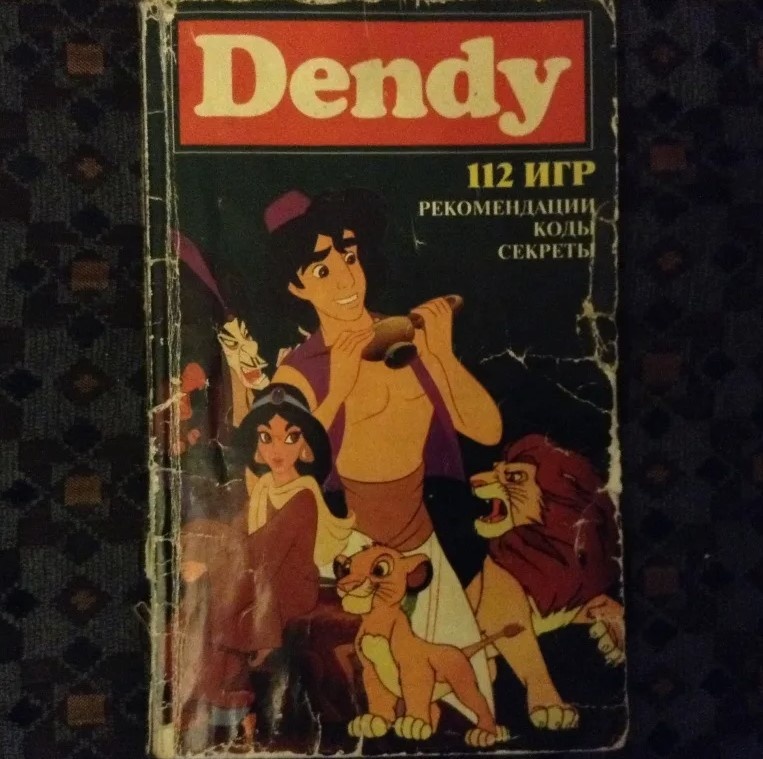 Dendy
112 ИГР
РЕКОМЕНДАЦИИ
КОДЫ
СЕКРЕТЫ